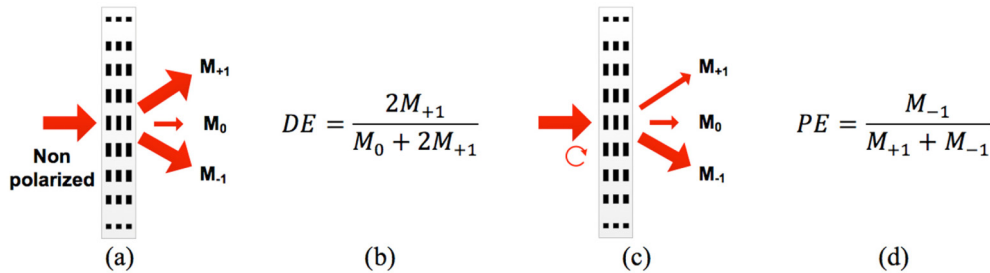 Non
polarized
M+1
M0
M-1
(a)
DE = 2M+1 / M0 + 2M+1
(b)
M+1
M0
M-1
(c)
PE = M−1 / M+1 + M−1
(d)